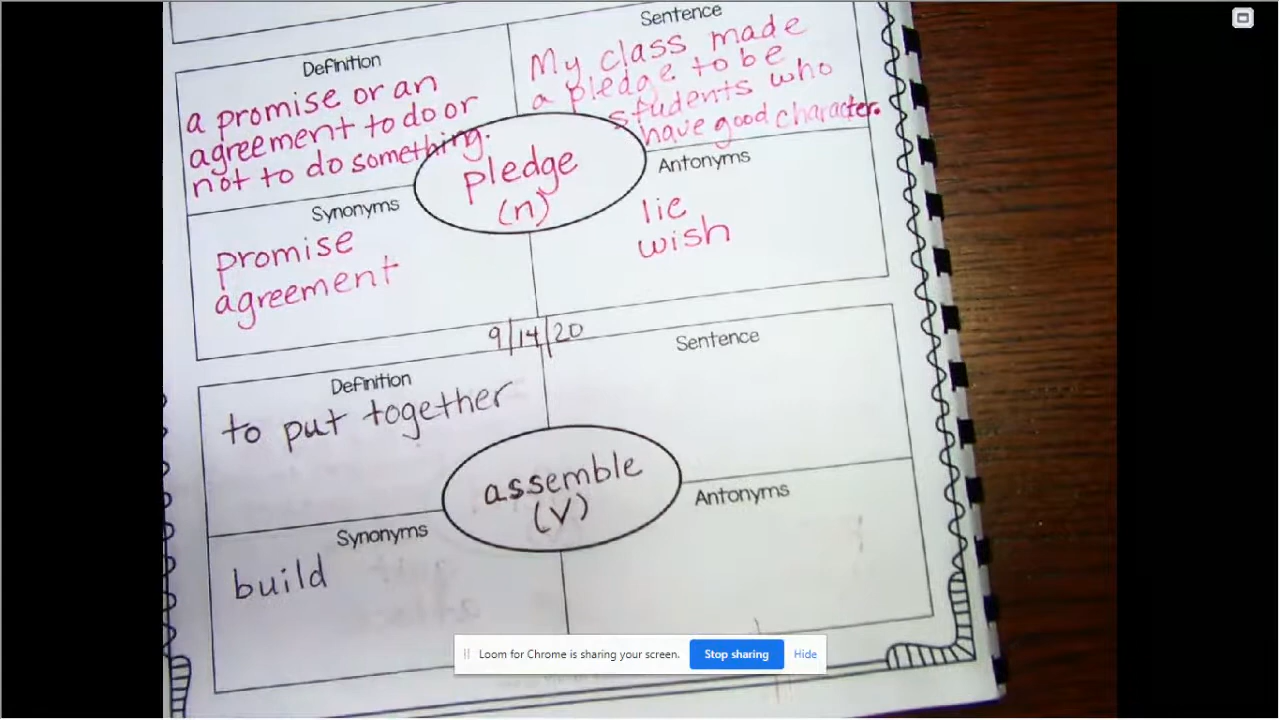 Definition
a promise or an
agreement to do or
not to do something.
Sentence
My class made
a pledge to be
students who
have good character.
pledge
(n)
Synonyms
promise
agreement
Antonyms
lie
wish
9/14/20
Definition
to put together
Sentence
assemble
(v)
Synonyms
build
Antonyms
Loom for Chrome is sharing your screen.
Stop sharing
Hide